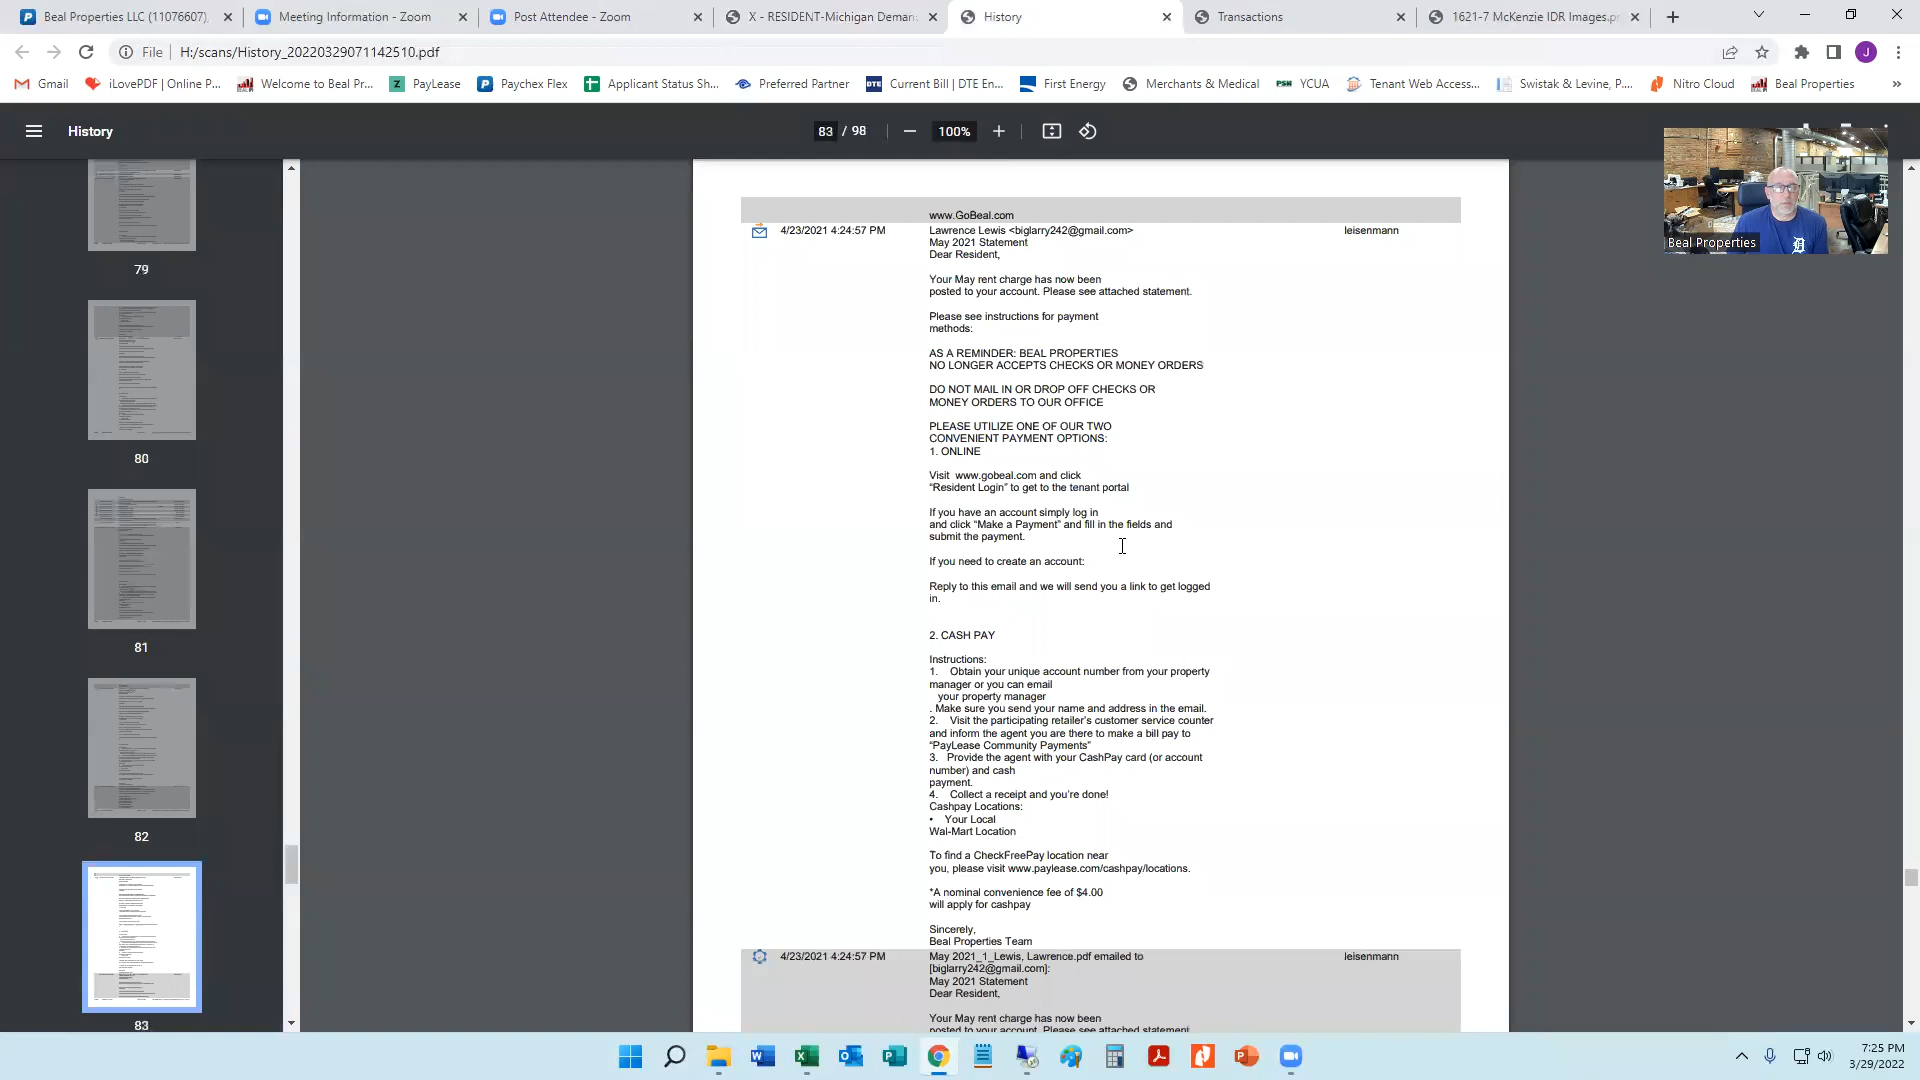 Beal Properties LLC (11076607)
Meeting Information - Zoom
Post Attendee - Zoom
X - RESIDENT-Michigan Deman
History
Transactions
1621-7 McKenzie IDR Images.p
File
H:/scans/History_20220329071142510.pdf
J
Gmail
iLovePDF | Online P...
Welcome to Beal Pr...
PayLease
Paychex Flex
Applicant Status Sh...
Preferred Partner
Current Bill | DTE En...
First Energy
Merchants & Medical
YCUA
Tenant Web Access...
Swistak & Levine, P....
Nitro Cloud
Beal Properties
»
History
83 / 98
100%
Beal Properties
79
80
81
82
83
www.GoBeal.com
4/23/2021 4:24:57 PM
Lawrence Lewis <biglarry242@gmail.com>
leisenmann
May 2021 Statement
Dear Resident,
Your May rent charge has now been
posted to your account. Please see attached statement.
Please see instructions for payment
methods:
AS A REMINDER: BEAL PROPERTIES
NO LONGER ACCEPTS CHECKS OR MONEY ORDERS
DO NOT MAIL IN OR DROP OFF CHECKS OR
MONEY ORDERS TO OUR OFFICE
PLEASE UTILIZE ONE OF OUR TWO
CONVENIENT PAYMENT OPTIONS:
1. ONLINE
Visit www.gobeal.com and click
“Resident Login” to get to the tenant portal
If you have an account simply log in
and click “Make a Payment” and fill in the fields and
submit the payment.
If you need to create an account:
Reply to this email and we will send you a link to get logged
in.
2. CASH PAY
Instructions:
1. Obtain your unique account number from your property
manager or you can email
your property manager
. Make sure you send your name and address in the email.
2. Visit the participating retailer’s customer service counter
and inform the agent you are there to make a bill pay to
“PayLease Community Payments”
3. Provide the agent with your CashPay card (or account
number) and cash
payment.
4. Collect a receipt and you’re done!
Cashpay Locations:
• Your Local
Wal-Mart Location
To find a CheckFreePay location near
you, please visit www.paylease.com/cashpay/locations.
*A nominal convenience fee of $4.00
will apply for cashpay
Sincerely,
Beal Properties Team
4/23/2021 4:24:57 PM
May 2021_1_Lewis, Lawrence.pdf emailed to
leisenmann
[biglarry242@gmail.com]:
May 2021 Statement
Dear Resident,
Your May rent charge has now been
posted to your account. Please see attached statement
7:25 PM
3/29/2022